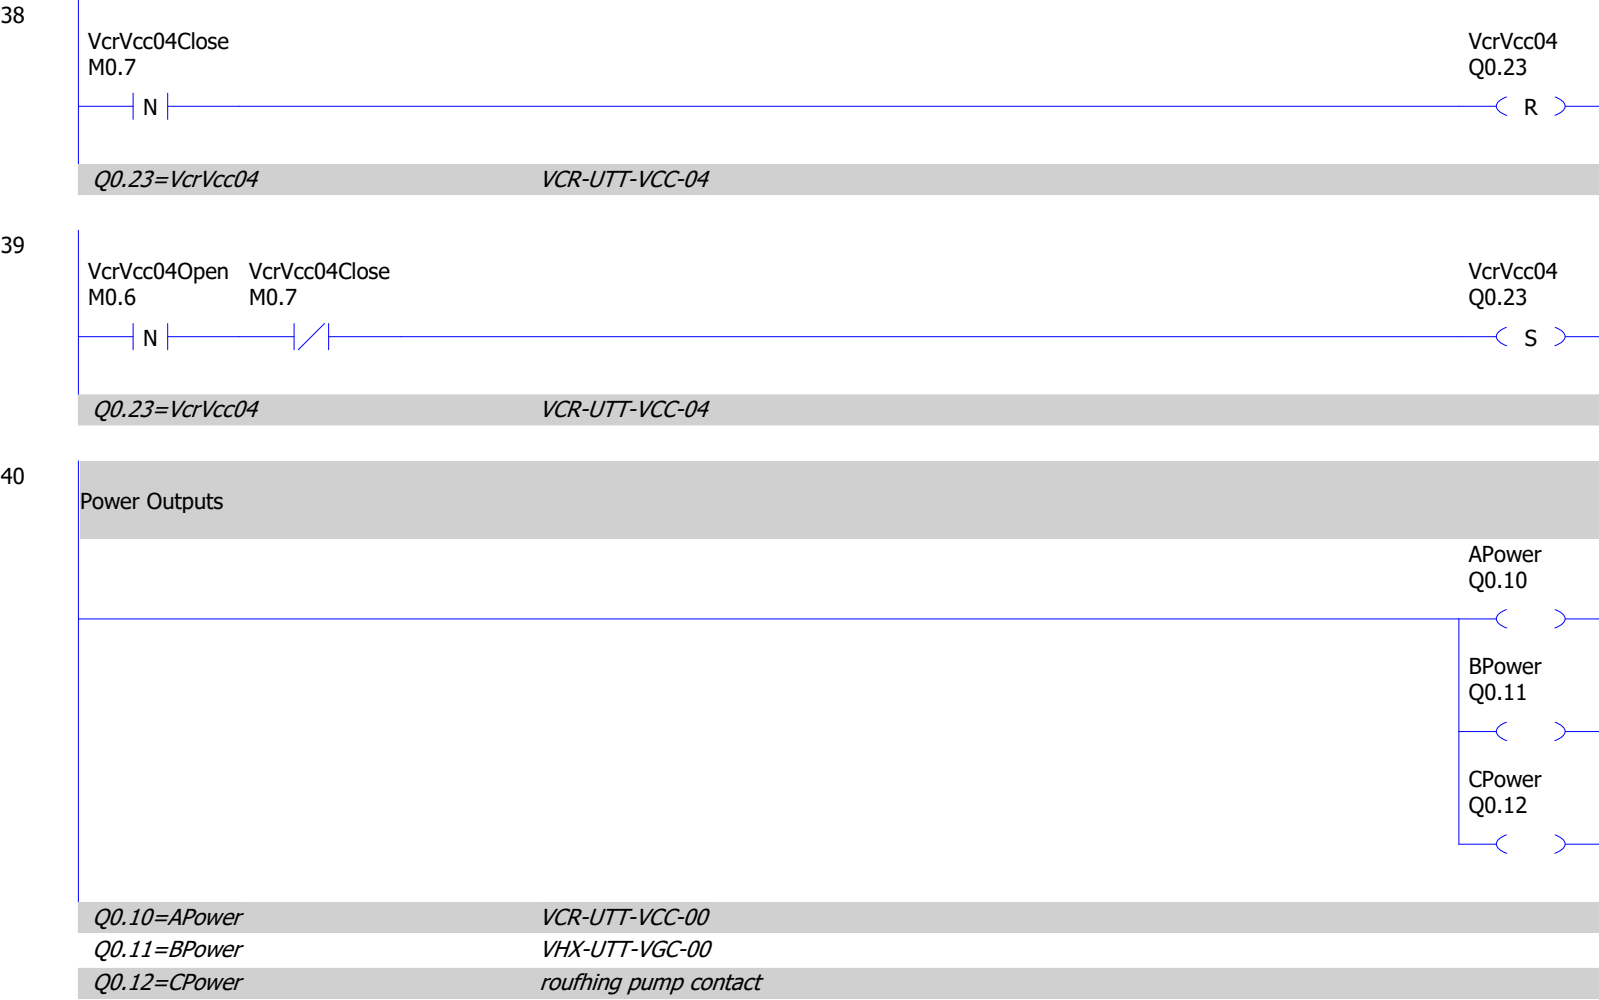 38
VcrVcc04Close
M0.7
VcrVcc04
Q0.23
N
R
Q0.23=VcrVcc04 VCR-UTT-VCC-04
39
VcrVcc04Open VcrVcc04Close
M0.6 M0.7
VcrVcc04
Q0.23
N
S
Q0.23=VcrVcc04 VCR-UTT-VCC-04
40
Power Outputs
APower
Q0.10
BPower
Q0.11
CPower
Q0.12
Q0.10=APower VCR-UTT-VCC-00
Q0.11=BPower VHX-UTT-VGC-00
Q0.12=CPower roufhing pump contact